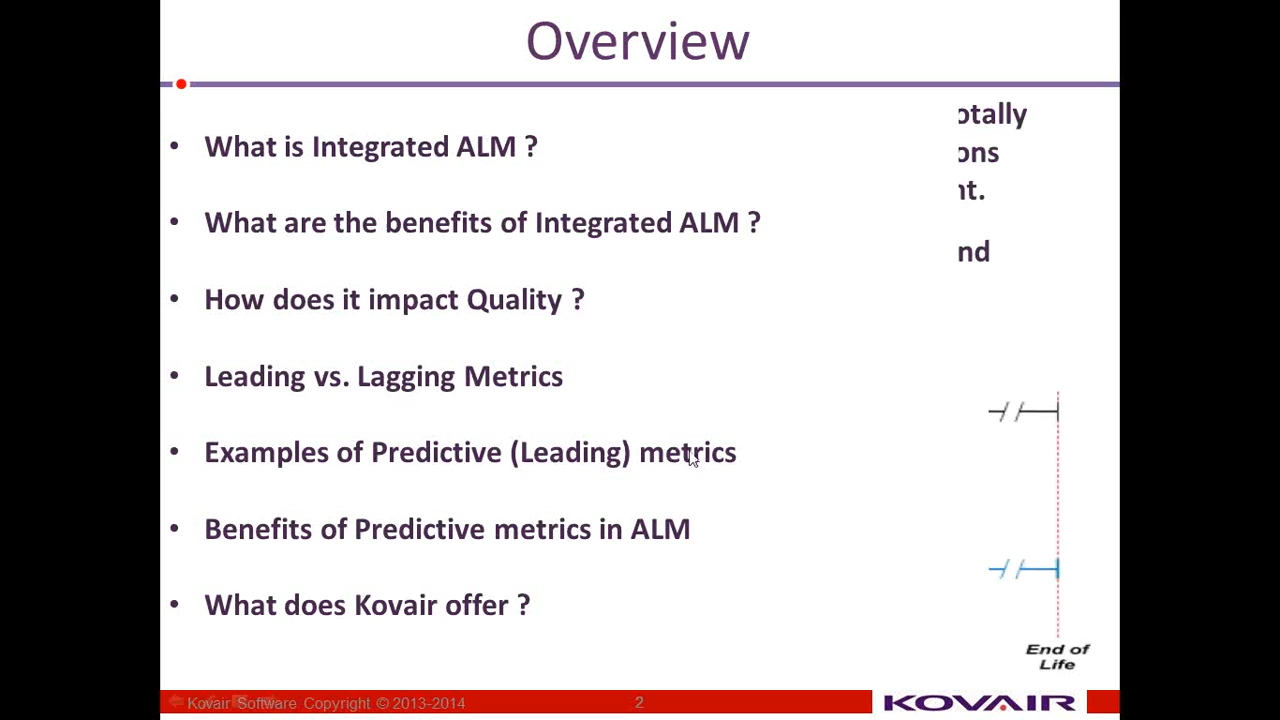 Overview
• What is Integrated ALM ?
• What are the benefits of Integrated ALM ?
• How does it impact Quality ?
• Leading vs. Lagging Metrics
• Examples of Predictive (Leading) metrics
• Benefits of Predictive metrics in ALM
• What does Kovair offer ?
otally
ons
nt.
nd
End of
Life
Kovair Software Copyright © 2013-2014
2
KOVAIR